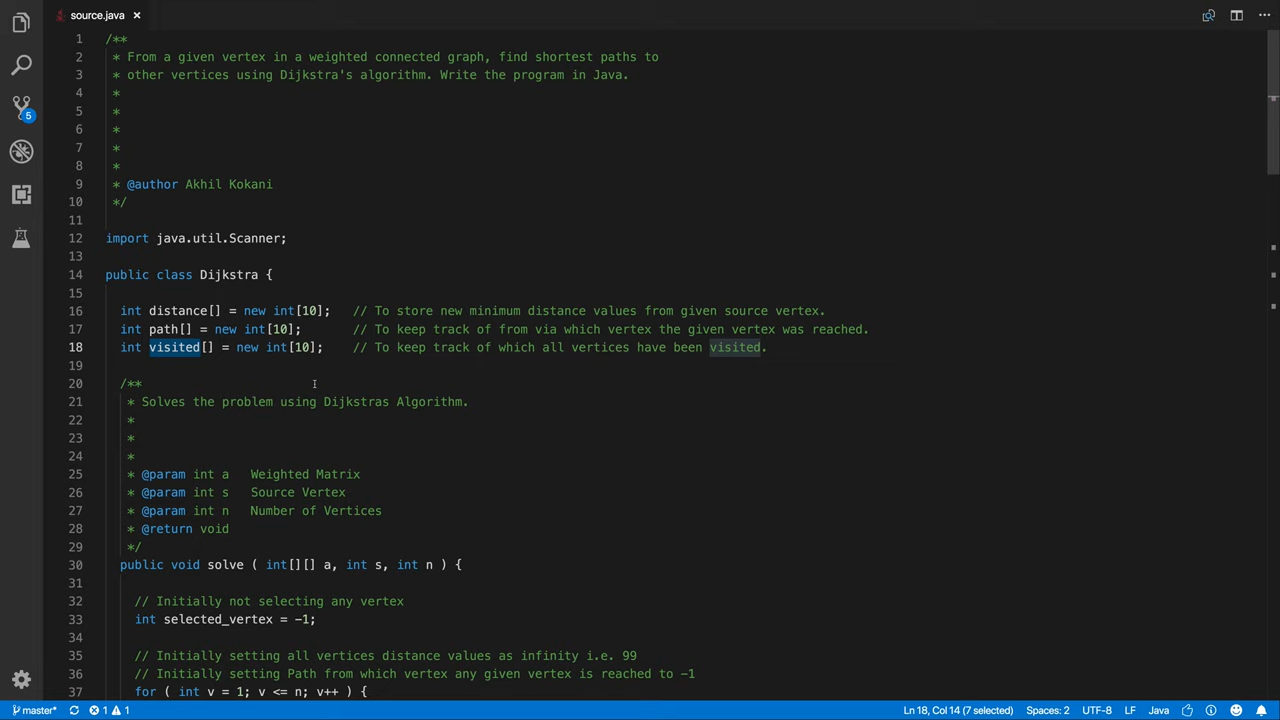 source.java
1 /**
2 * From a given vertex in a weighted connected graph, find shortest paths to
3 * other vertices using Dijkstra's algorithm. Write the program in Java.
4 *
5 *
6 *
7 *
8 *
9 * @author Akhil Kokani
10 */
11
12 import java.util.Scanner;
13
14 public class Dijkstra {
15
16 int distance[] = new int[10]; // To store new minimum distance values from given source vertex.
17 int path[] = new int[10]; // To keep track of from via which vertex the given vertex was reached.
18 int visited[] = new int[10]; // To keep track of which all vertices have been visited.
19
20 /**
21 * Solves the problem using Dijkstras Algorithm.
22 *
23 *
24 *
25 * @param int a Weighted Matrix
26 * @param int s Source Vertex
27 * @param int n Number of Vertices
28 * @return void
29 */
30 public void solve ( int[][] a, int s, int n ) {
31
32 // Initially not selecting any vertex
33 int selected_vertex = -1;
34
35 // Initially setting all vertices distance values as infinity i.e. 99
36 // Initially setting Path from which vertex any given vertex is reached to -1
37 for ( int v = 1; v <= n; v++ ) {
5
master* 1 1 Ln 18, Col 14 (7 selected) Spaces: 2 UTF-8 LF Java